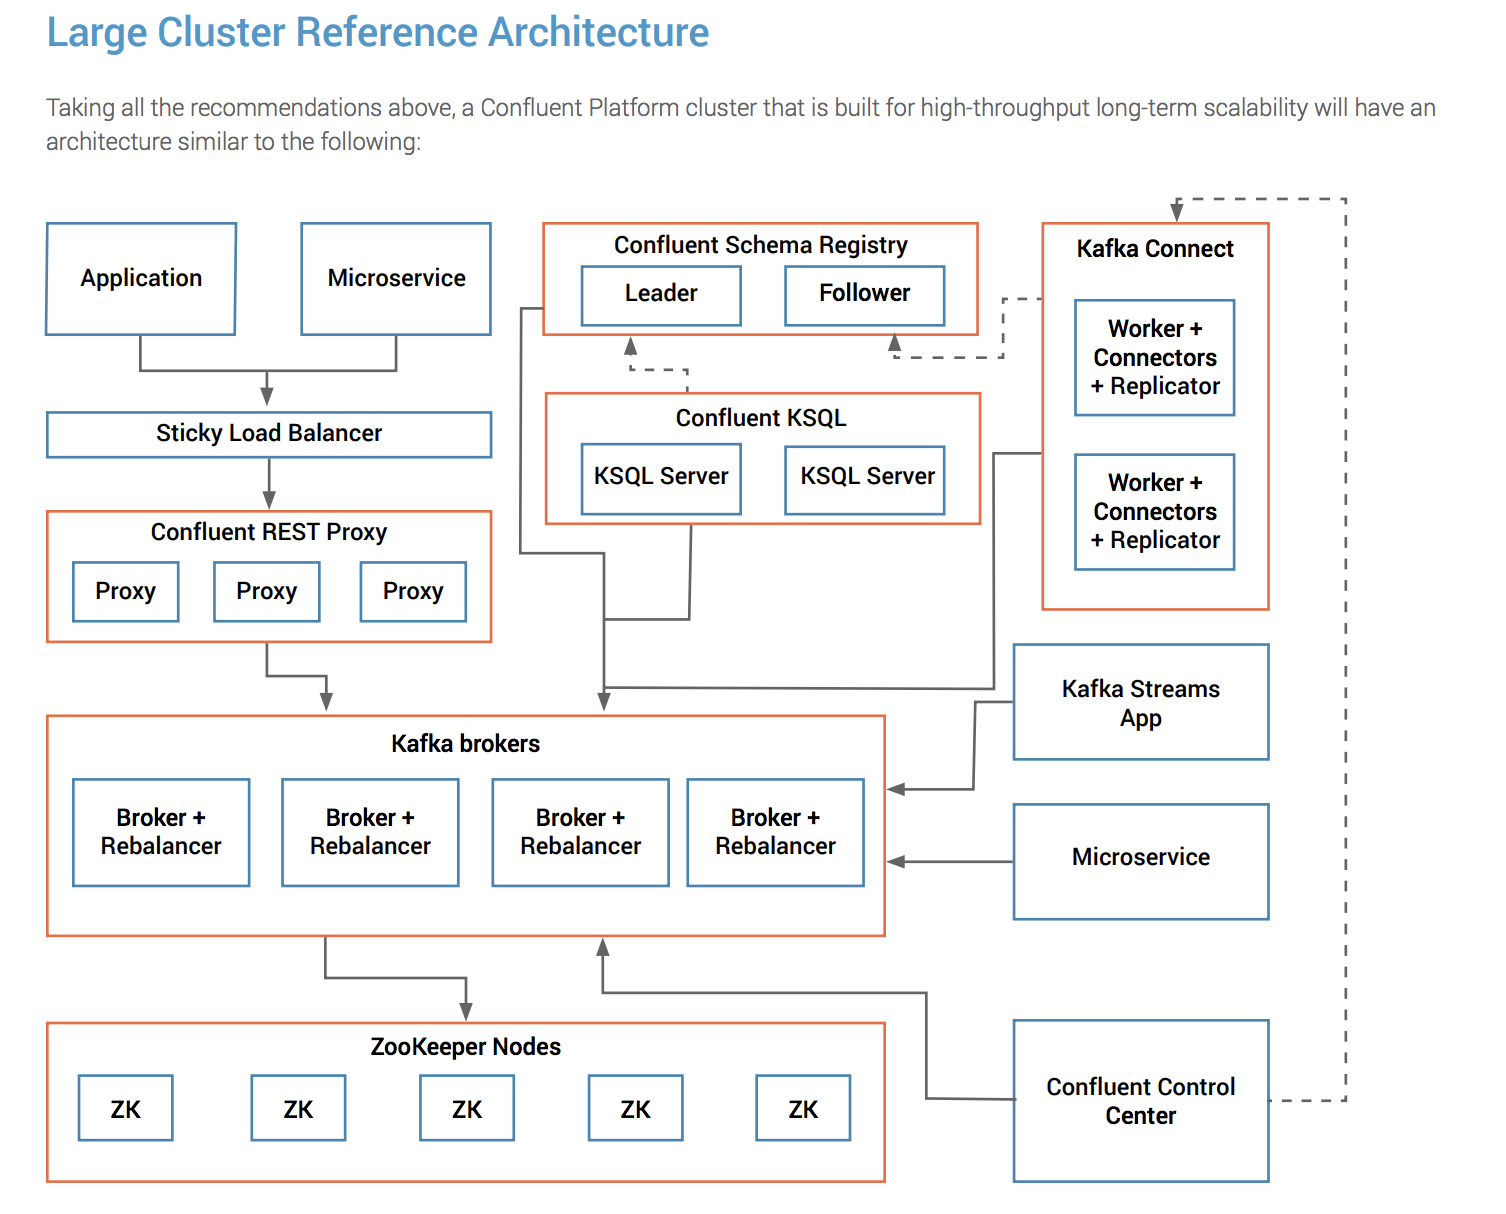 Large Cluster Reference Architecture
Taking all the recommendations above, a Confluent Platform cluster that is built for high-throughput long-term scalability will have an
architecture similar to the following:
Application
Microservice
Sticky Load Balancer
Confluent REST Proxy
Proxy
Proxy
Proxy
Confluent Schema Registry
Leader
Follower
Confluent KSQL
KSQL Server
KSQL Server
Kafka Connect
Worker +
Connectors
+ Replicator
Worker +
Connectors
+ Replicator
Kafka Streams
App
Microservice
Kafka brokers
Broker +
Rebalancer
Broker +
Rebalancer
Broker +
Rebalancer
Broker +
Rebalancer
ZooKeeper Nodes
ZK
ZK
ZK
ZK
ZK
Confluent Control
Center